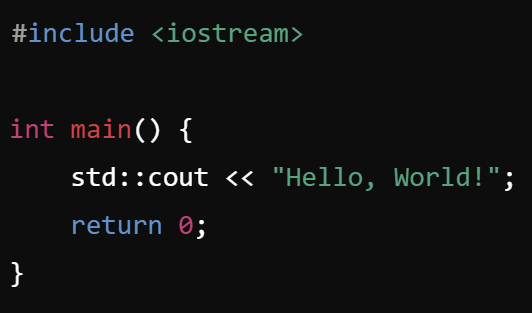 #include <iostream>

int main() {
    std::cout << "Hello, World!";
    return 0;
}